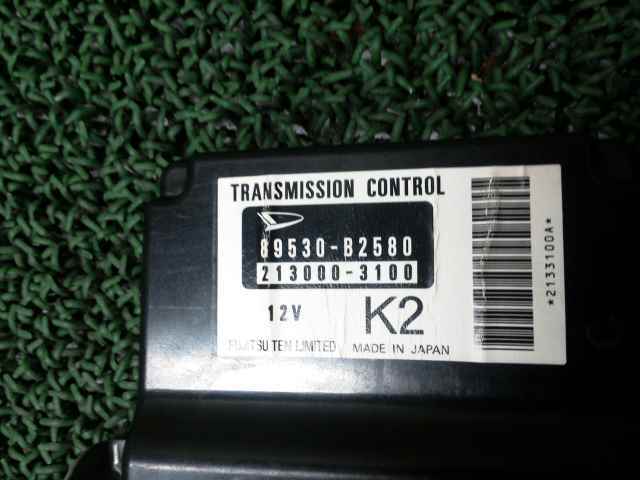 TRANSMISSION CONTROL
89530-B2580
213000-3100
12V K2
FUJITSU TEN LIMITED MADE IN JAPAN
*2133100A*